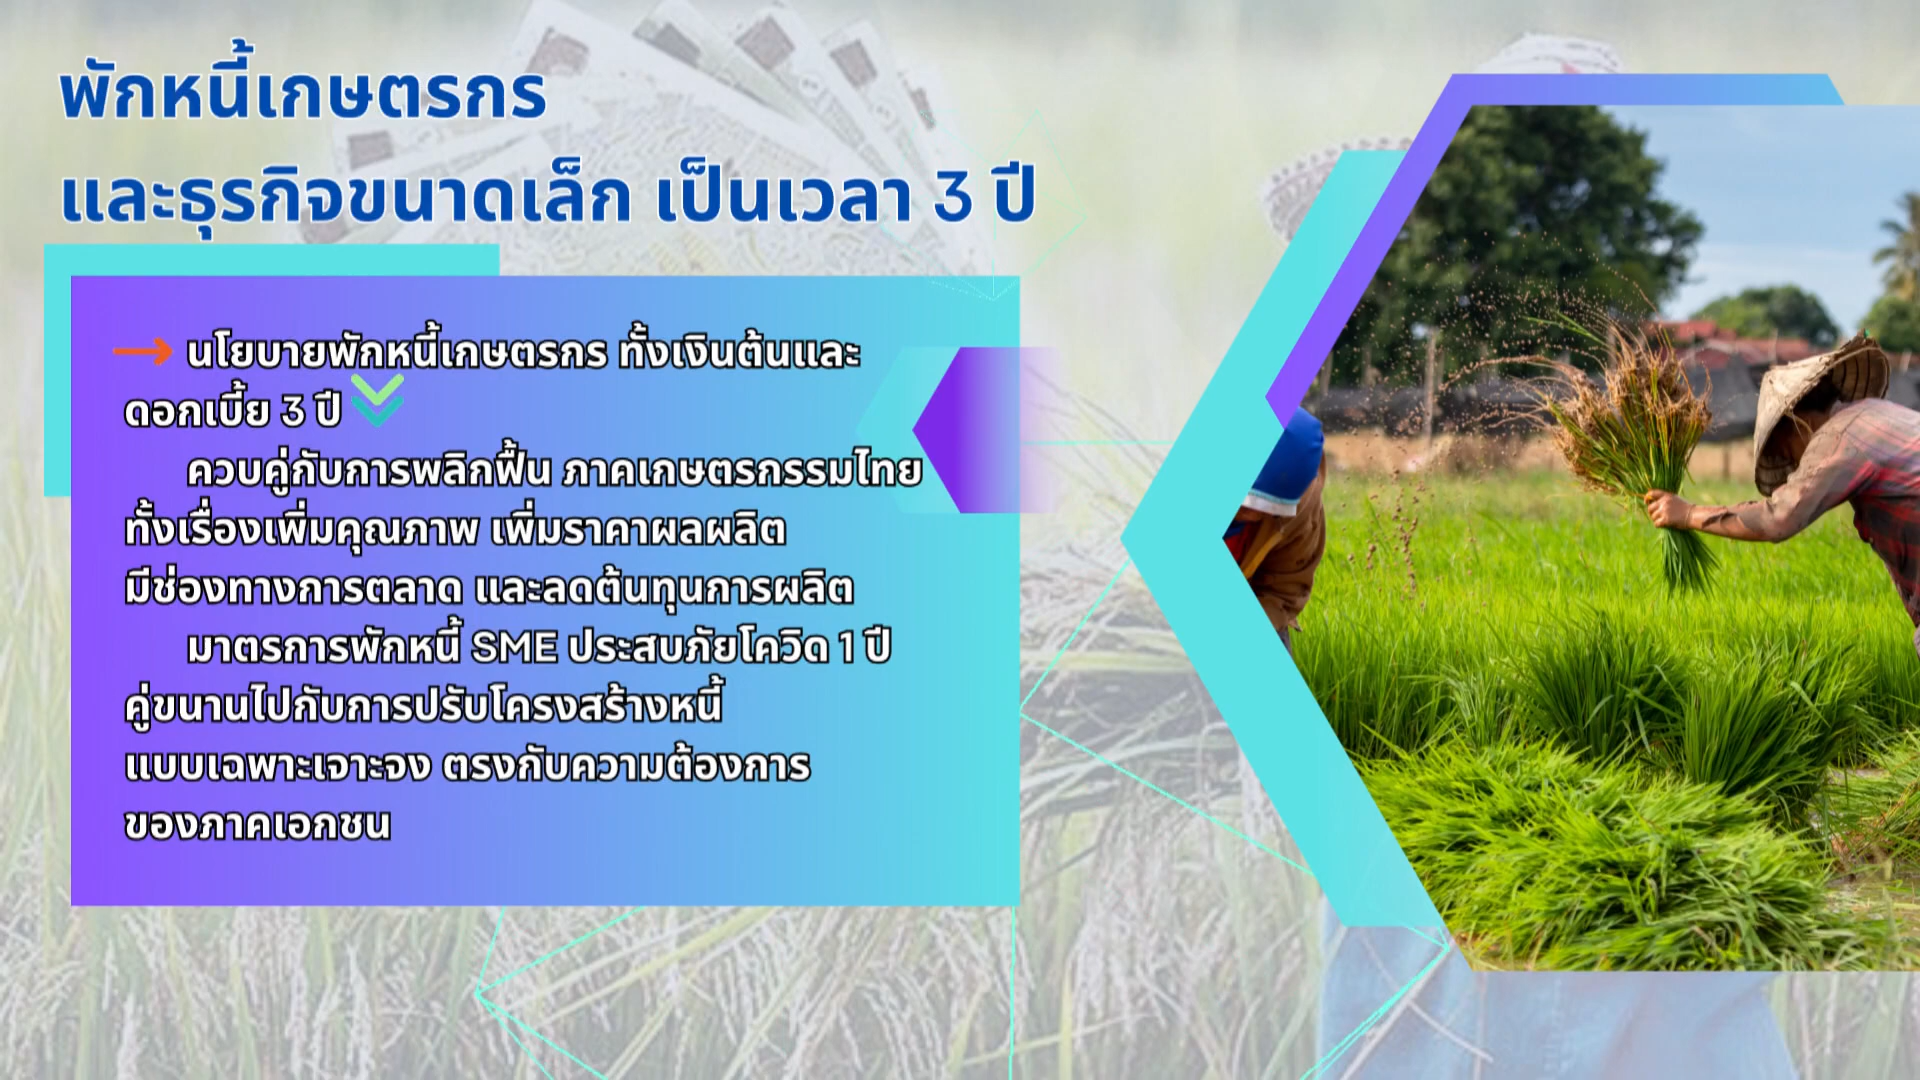 พักหนี้เกษตรกร
และธุรกิจขนาดเล็ก เป็นเวลา 3 ปี
นโยบายพักหนี้เกษตรกร ทั้งเงินต้นและ
ดอกเบี้ย 3 ปี
ควบคู่กับการพลิกฟื้น ภาคเกษตรกรรมไทย
ทั้งเรื่องเพิ่มคุณภาพ เพิ่มราคาผลผลิต
มีช่องทางการตลาด และลดต้นทุนการผลิต
มาตรการพักหนี้ SME ประสบภัยโควิด 1 ปี
คู่ขนานไปกับการปรับโครงสร้างหนี้
แบบเฉพาะเจาะจง ตรงกับความต้องการ
ของภาคเอกชน